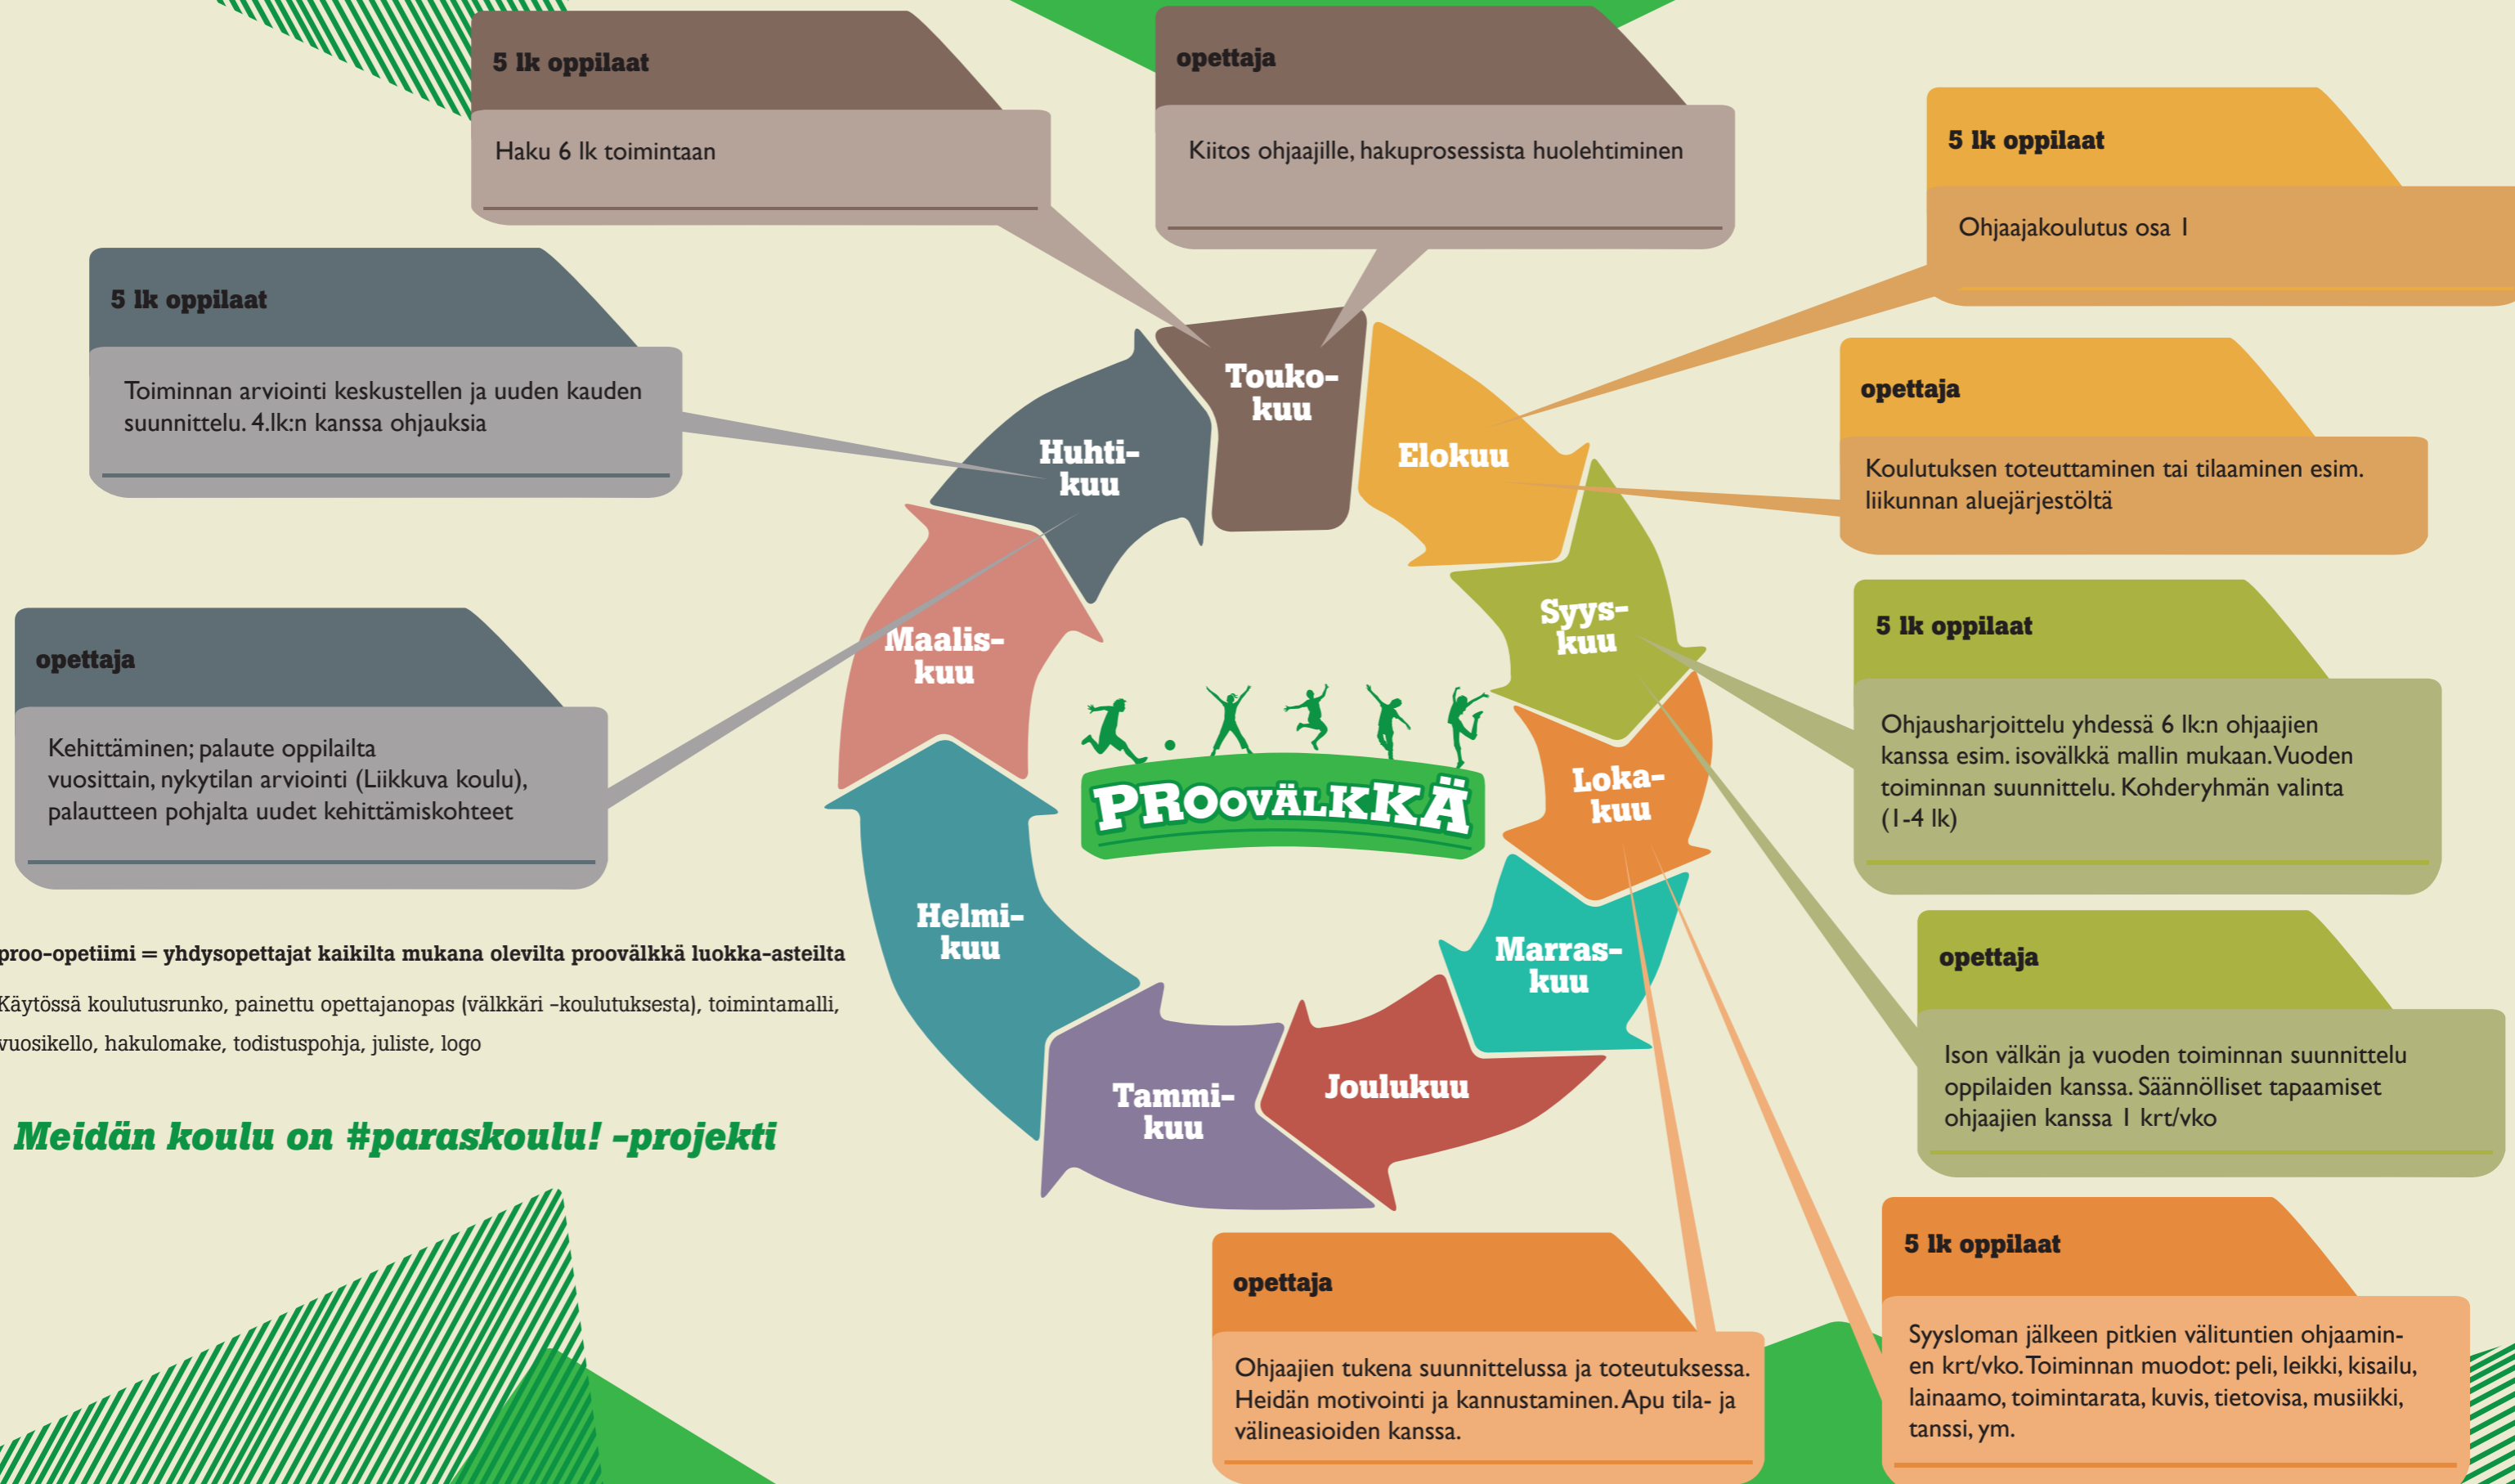 5 lk oppilaat
Haku 6 lk toimintaan
opettaja
Kiitos ohjaajille, hakuprosessista huolehtiminen
5 lk oppilaat
Ohjaajakoulutus osa 1
opettaja
Koulutuksen toteuttaminen tai tilaaminen esim.
liikunnan aluejärjestöltä
5 lk oppilaat
Ohjausharjoittelu yhdessä 6 lk:n ohjaajien
kanssa esim. isovälkkä mallin mukaan. Vuoden
toiminnan suunnittelu. Kohderyhmän valinta
(1-4 lk)
opettaja
Ison välkän ja vuoden toiminnan suunnittelu
oppilaiden kanssa. Säännölliset tapaamiset
ohjaajien kanssa 1 krt/vko
5 lk oppilaat
Syysloman jälkeen pitkien välituntien ohjaamin-
en krt/vko. Toiminnan muodot: peli, leikki, kisailu,
lainaamo, toimintarata, kuvis, tietovisa, musiikki,
tanssi, ym.
opettaja
Ohjaajien tukena suunnittelussa ja toteutuksessa.
Heidän motivointi ja kannustaminen. Apu tila- ja
välineasioiden kanssa.
5 lk oppilaat
Toiminnan arviointi keskustellen ja uuden kauden
suunnittelu. 4.lk:n kanssa ohjauksia
opettaja
Kehittäminen; palaute oppilailta
vuosittain, nykytilan arviointi (Liikkuva koulu),
palautteen pohjalta uudet kehittämiskohteet
Touko-
kuu
Elokuu
Syys-
kuu
Loka-
kuu
Marras-
kuu
Joulukuu
Tammi-
kuu
Helmi-
kuu
Maalis-
kuu
Huhti-
kuu
PROOVÄLKKÄ
proo-opetiimi = yhdysopettajat kaikilta mukana olevilta proovälkkä luokka-asteilta
Käytössä koulutusrunko, painettu opettajanopas (välkkäri -koulutuksesta), toimintamalli,
vuosikello, hakulomake, todistuspohja, juliste, logo
Meidän koulu on #paraskoulu! -projekti